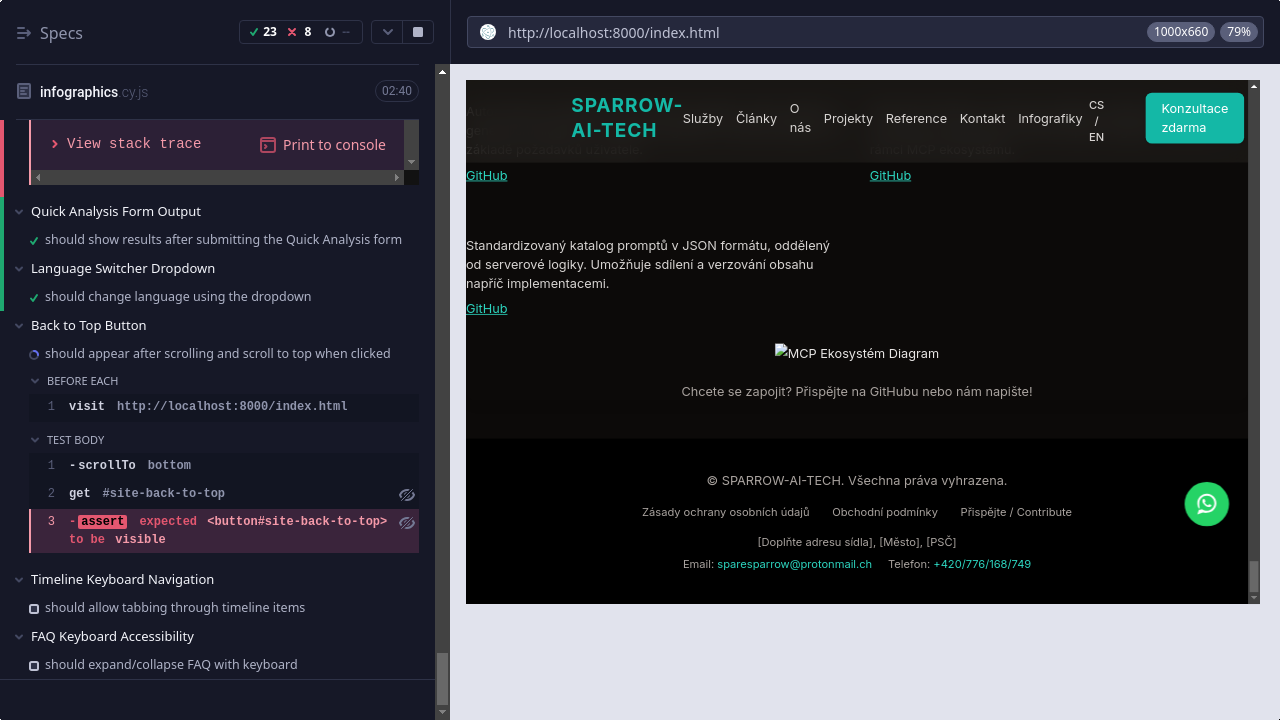 Specs
23
8
--
http://localhost:8000/index.html
1000x660
79%
infographics.cy.js
02:40
View stack trace
Print to console
Quick Analysis Form Output
should show results after submitting the Quick Analysis form
Language Switcher Dropdown
should change language using the dropdown
Back to Top Button
should appear after scrolling and scroll to top when clicked
BEFORE EACH
1 visit http://localhost:8000/index.html
TEST BODY
1 -scrollTo bottom
2 get #site-back-to-top
3 -assert expected <button#site-back-to-top>
to be visible
Timeline Keyboard Navigation
should allow tabbing through timeline items
FAQ Keyboard Accessibility
should expand/collapse FAQ with keyboard
SPARROW-
AI-TECH
Služby
Články
O
nás
Projekty
Reference
Kontakt
Infografiky
CS
/
EN
Konzultace
zdarma
GitHub
GitHub
Standardizovaný katalog promptů v JSON formátu, oddělený
od serverové logiky. Umožňuje sdílení a verzování obsahu
napříč implementacemi.
GitHub
MCP Ekosystém Diagram
Chcete se zapojit? Přispějte na GitHubu nebo nám napište!
© SPARROW-AI-TECH. Všechna práva vyhrazena.
Zásady ochrany osobních údajů
Obchodní podmínky
Přispějte / Contribute
[Doplňte adresu sídla], [Město], [PSČ]
Email: sparesparrow@protonmail.ch
Telefon: +420/776/168/749